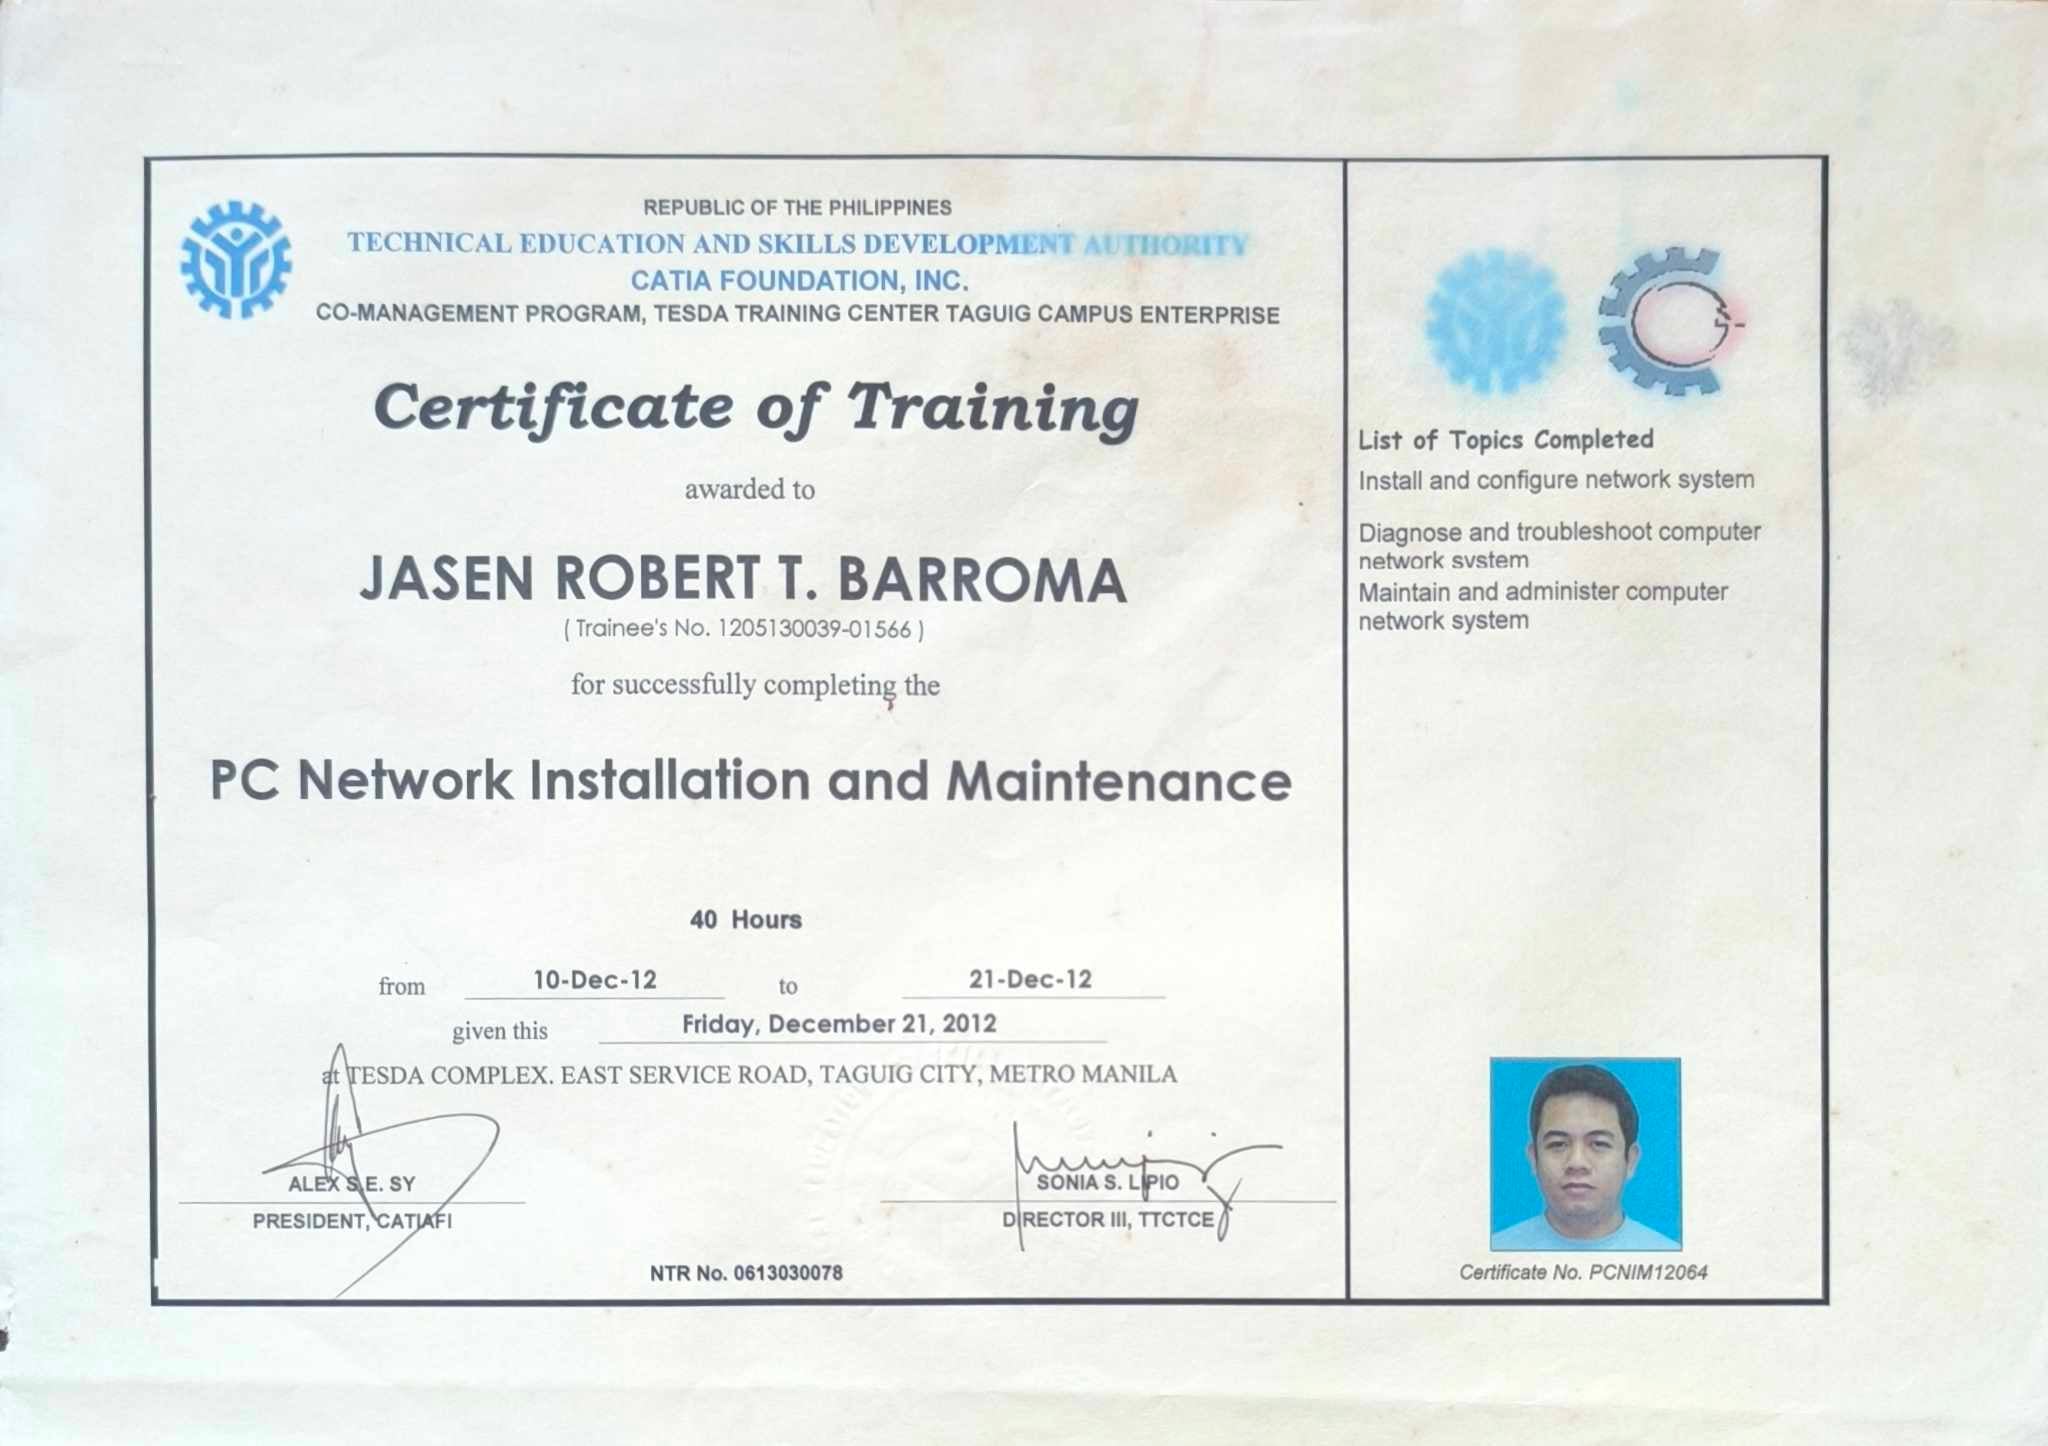 REPUBLIC OF THE PHILIPPINES
TECHNICAL EDUCATION AND SKILLS DEVELOPMENT AUTHORITY
CATIA FOUNDATION, INC.
CO-MANAGEMENT PROGRAM, TESDA TRAINING CENTER TAGUIG CAMPUS ENTERPRISE
Certificate of Training
awarded to
JASEN ROBERT T. BARROMA
( Trainee's No. 1205130039-01566 )
for successfully completing the
PC Network Installation and Maintenance
40 Hours
from 10-Dec-12 to 21-Dec-12
given this Friday, December 21, 2012
at TESDA COMPLEX. EAST SERVICE ROAD, TAGUIG CITY, METRO MANILA
ALEX S.E. SY
PRESIDENT, CATIAFI
SONIA S. LIPIO
DIRECTOR III, TTCTCE
NTR No. 0613030078
List of Topics Completed
Install and configure network system
Diagnose and troubleshoot computer
network system
Maintain and administer computer
network system
Certificate No. PCNIM12064